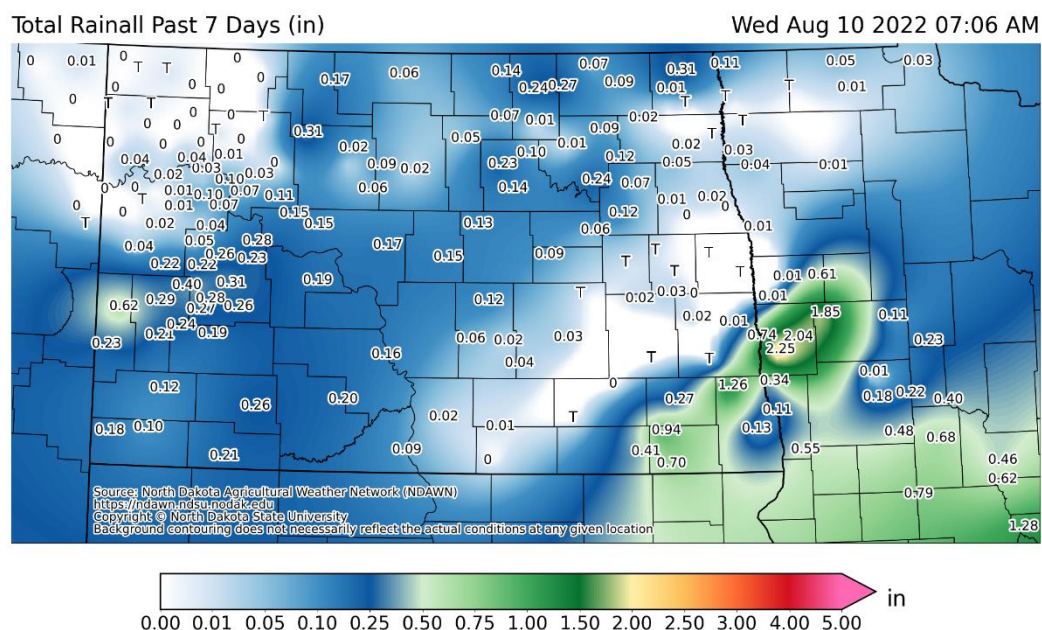 Total Rainall Past 7 Days (in) Wed Aug 10 2022 07:06 AM
0 0.01 0 T T 0 0.17 0.06 0.14 0.07 0.31 0.11 0.05 0.03
0 0 0 0 0.24 0.27 0.09 0.01 T 0.01
0 T T 0 T T T T
0 0 0 T 0.31 0.07 0.01 0.09 0.02 T
0 0 0 0 0.02 0.05 0.10 0.01 T 0.02 0.03
0.04 0.04 0.01 0 0.09 0.02 0.23 0.12 0.05 0.04 0.01
0.02 0.03 0.10 0.03 0.06 0.14 0.24 0.07
0 0 T 0.01 0.10 0.07 0.11 0.01 0.02
0 0 0.01 0.07 0.15 0.12 0 0
T 0.02 0.04 0.15 0.13 0.06 0.01
0.04 0.05 0.28 0.17 0.15 0.09 T T
0.22 0.22 0.26 0.23 T T T
0.40 0.31 0.19 0.01 0.61
0.62 0.29 0.28 0.27 0.26 0.12 T 0.02 0.03 0 0.01
0.24 0.02 0.01 1.85 0.11
0.23 0.21 0.19 0.06 0.02 0.03 0.74 2.04 0.23
0.16 0.04 T T 2.25
0.12 0 1.26 0.34 0.01
0.26 0.20 0.27 0.18 0.22 0.40
0.02 T 0.11
0.18 0.10 0.01 0.94 0.13 0.48 0.68
0.21 0.09 0 0.41 0.70 0.55 0.46
0.62
0.79
1.28
Source: North Dakota Agricultural Weather Network (NDAWN)
https://ndawn.ndsu.nodak.edu
Copyright © North Dakota State University
Background contouring does not necessarily reflect the actual conditions at any given location
in
0.00 0.01 0.05 0.10 0.25 0.50 0.75 1.00 1.50 2.00 2.50 3.00 4.00 5.00